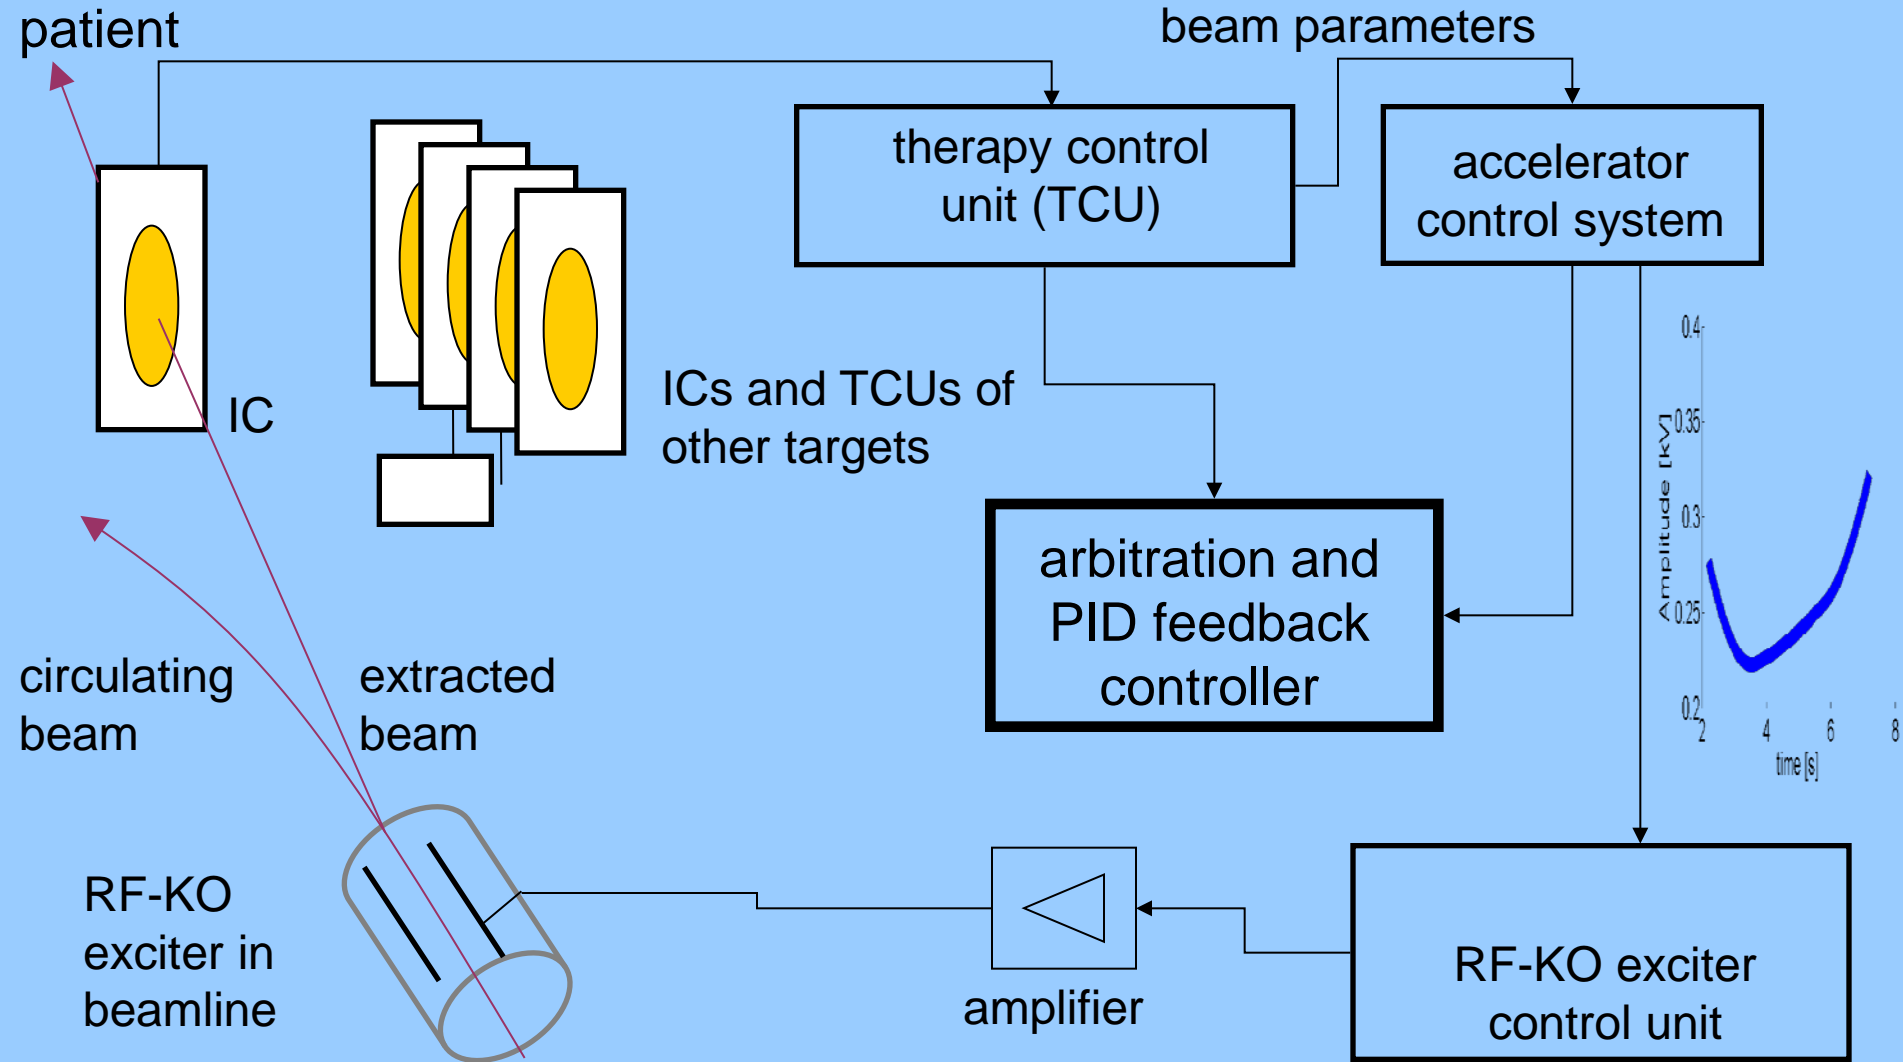 patient
beam parameters
therapy control
unit (TCU)
accelerator
control system
IC
ICs and TCUs of
other targets
arbitration and
PID feedback
controller
Amplitude [kV]
0.4
0.35
0.3
0.25
0.2
2
4
6
8
time [s]
circulating
beam
extracted
beam
RF-KO
exciter in
beamline
amplifier
RF-KO exciter
control unit